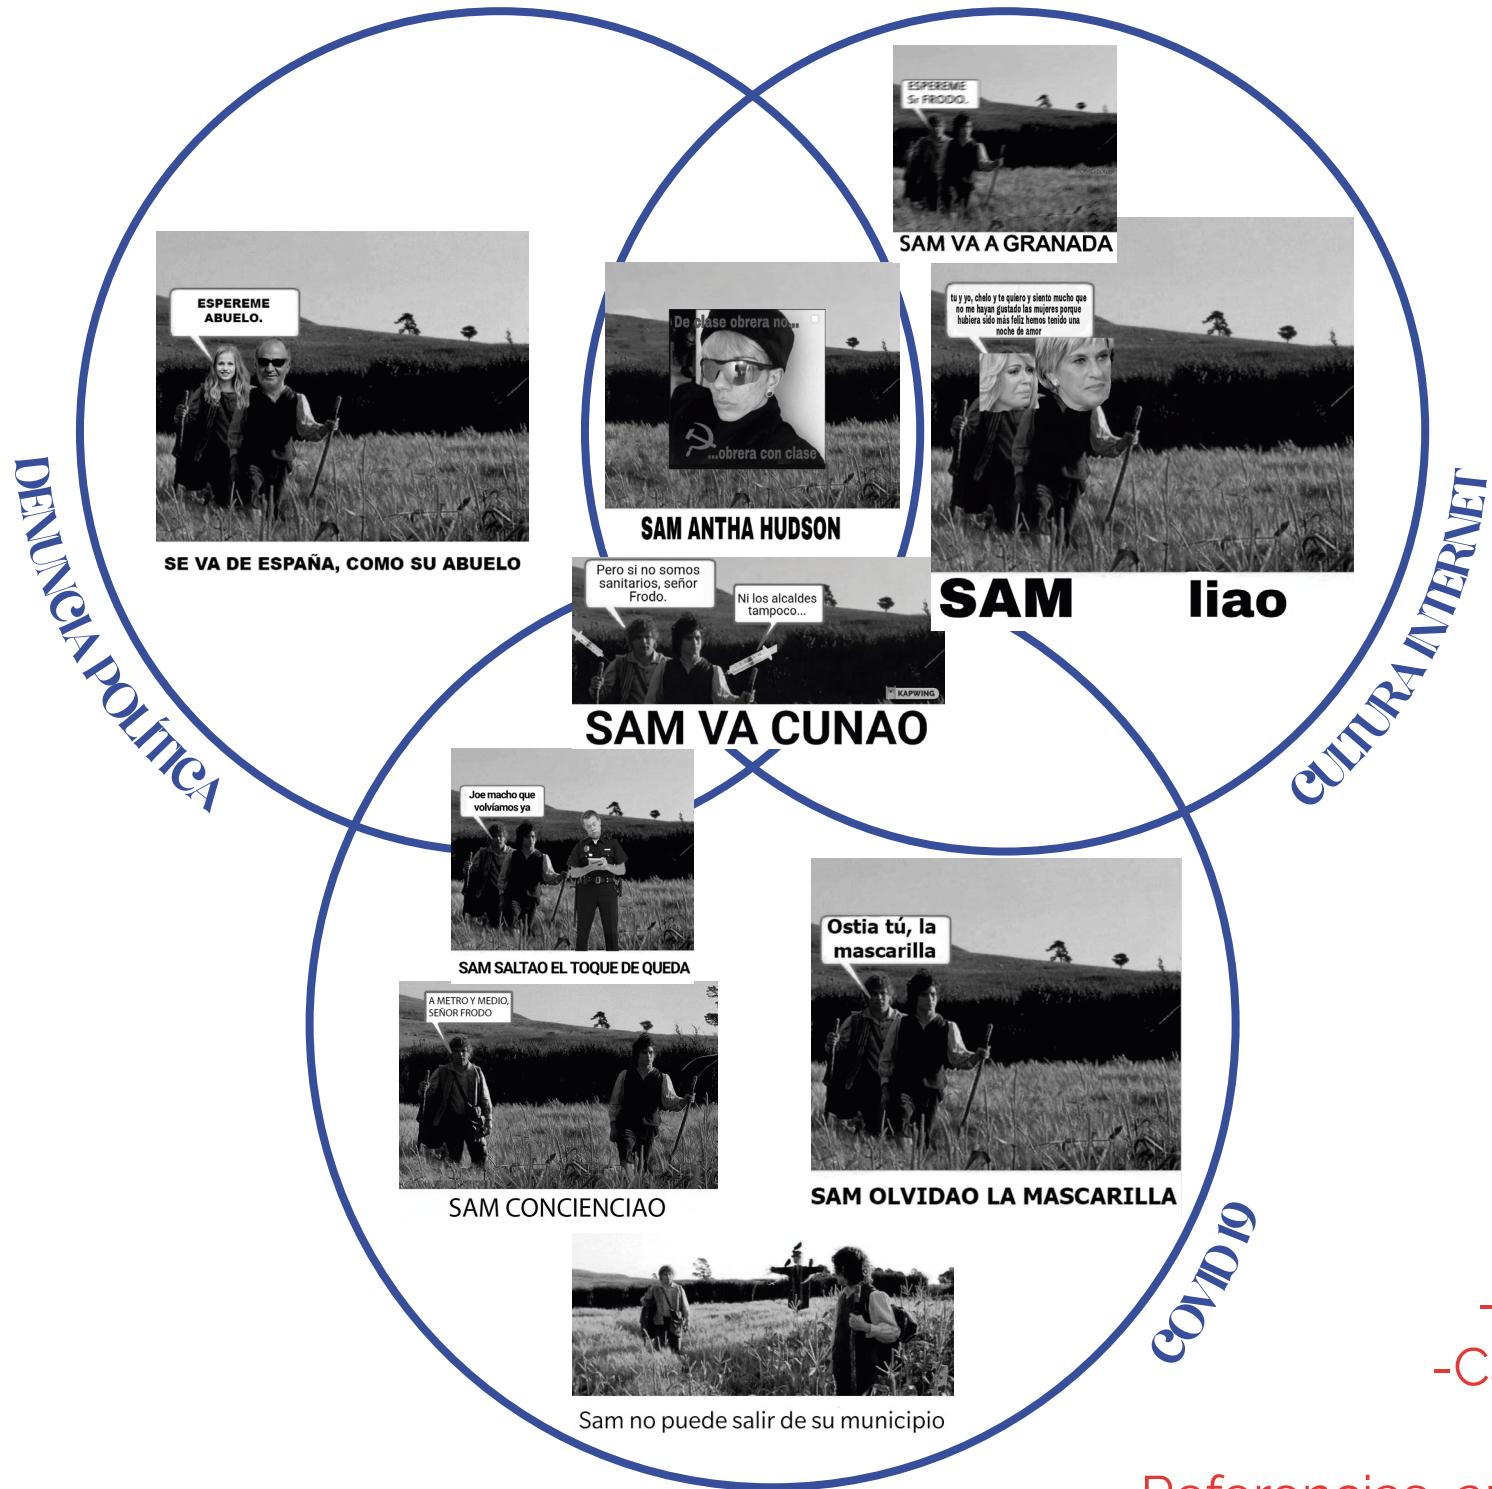 ESPEREME
Sr FRODO.
SAM VA A GRANADA
ESPEREME
ABUELO.
SE VA DE ESPAÑA, COMO SU ABUELO
De clase obrera no...
...obrera con clase
SAM ANTHA HUDSON
tu y yo, chelo y te quiero y siento mucho que
no me hayan gustado las mujeres porque
hubiera sido más feliz hemos tenido una
noche de amor
SAM liao
DENUNCIA POLÍTICA
CULTURA INTERNET
Pero si no somos
sanitarios, señor
Frodo.
Ni los alcaldes
tampoco...
KAPWING
SAM VA CUNAO
Joe macho que
volvíamos ya
SAM SALTAO EL TOQUE DE QUEDA
A METRO Y MEDIO,
SEÑOR FRODO
SAM CONCIENCIAO
Ostia tú, la
mascarilla
SAM OLVIDAO LA MASCARILLA
Sam no puede salir de su municipio
COVID 19
-
-C